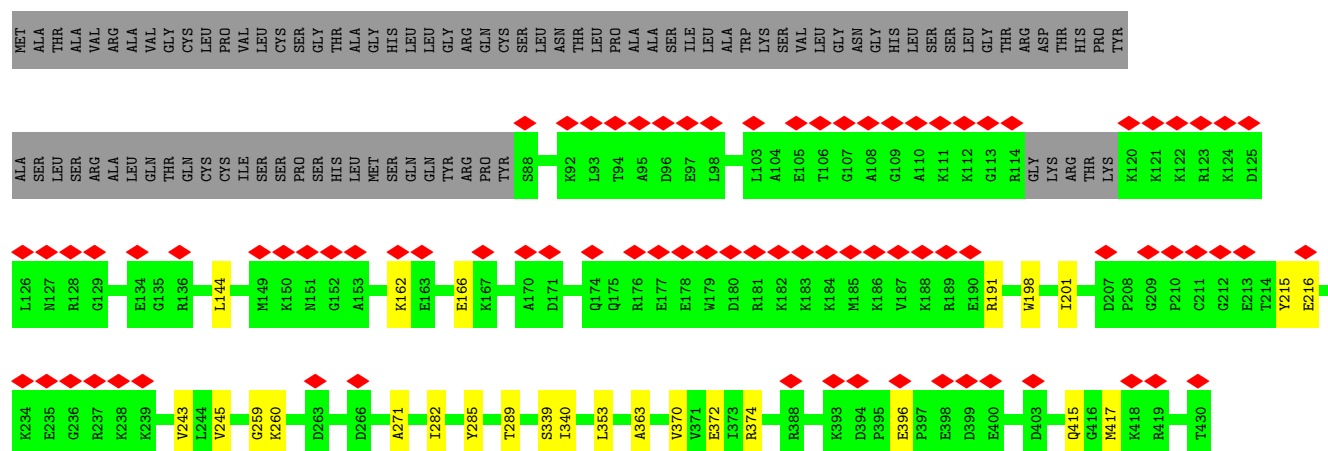 MET ALA THR ALA VAL ARG ALA VAL GLY CYS LEU PRO VAL LEU CYS SER GLY THR ALA GLY HIS LEU LEU GLY ARG GLN CYS SER LEU ASN THR LEU PRO ALA ALA SER ILE LEU ALA TRP LYS SER VAL LEU GLY ASN GLY HIS LEU SER SER LEU GLY THR ARG ASP THR HIS PRO TYR
ALA SER LEU SER ARG ALA LEU GLN THR GLN CYS CYS ILE SER SER PRO SER HIS LEU MET SER GLN GLN TYR ARG PRO TYR S88 K92 L93 T94 A95 D96 E97 L98 L103 A104 E105 T106 G107 A108 G109 A110 K111 K112 G113 R114 GLY LYS ARG THR LYS K120 K121 K122 R123 K124 D125
L126 N127 R128 G129 E134 G135 R136 L144 M149 K150 N151 G152 A153 K162 E163 E166 K167 A170 D171 Q174 Q175 R176 E177 E178 W179 D180 R181 K182 K183 K184 M185 K186 V187 K188 R189 E190 R191 W198 I201 D207 P208 G209 P210 C211 G212 E213 T214 Y215 E216
K234 E235 G236 R237 K238 K239 V243 L244 V245 G259 K260 D263 D266 A271 I282 Y285 T289 S339 I340 L353 A363 V370 V371 E372 I373 R374 R388 K393 D394 P395 E396 P397 E398 D399 E400 D403 Q415 G416 M417 K418 R419 T430